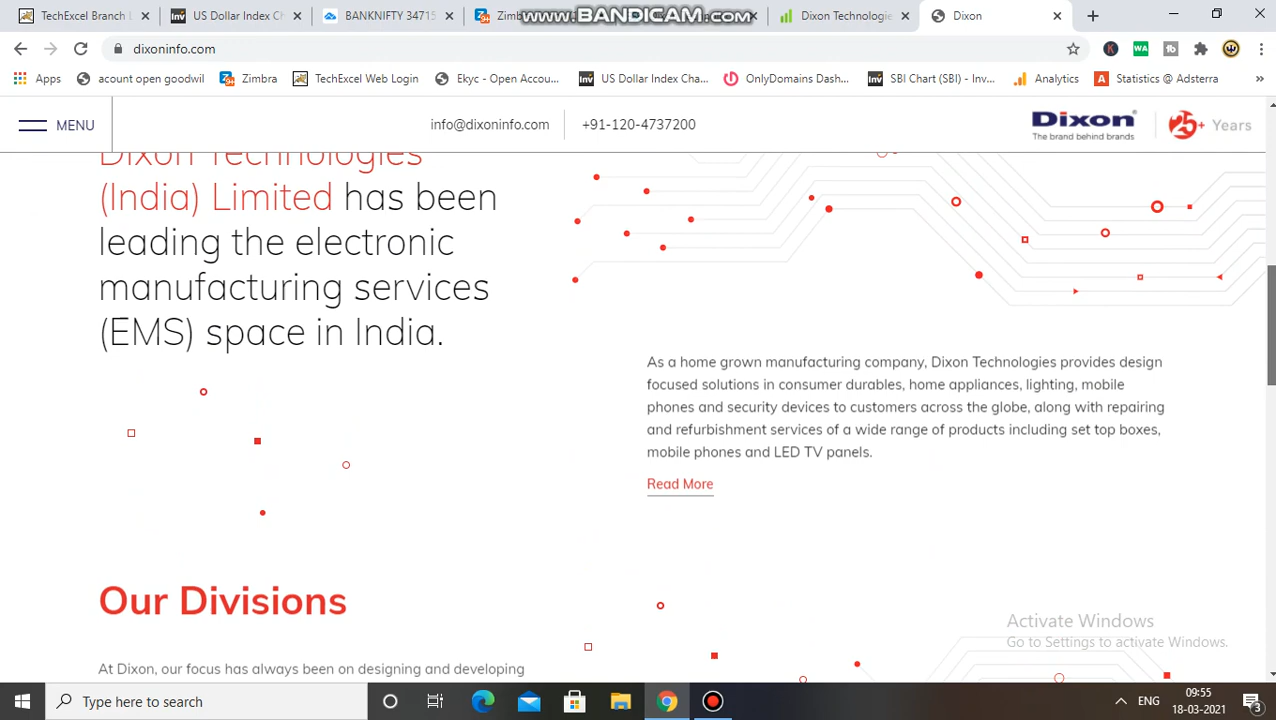 TechExcel Branch L
US Dollar Index Ch
BANKNIFTY 34715
Zimb
www.BANDICAM.com
Dixon Technologie
Dixon
dixoninfo.com
Apps
acount open goodwil
Zimbra
TechExcel Web Login
Ekyc - Open Accou...
US Dollar Index Cha...
OnlyDomains Dash...
SBI Chart (SBI) - Inv...
Analytics
Statistics @ Adsterra
»
MENU
info@dixoninfo.com
+91-120-4737200
Dixon
The brand behind brands
25+ Years
Dixon Technologies
(India) Limited has been
leading the electronic
manufacturing services
(EMS) space in India.
As a home grown manufacturing company, Dixon Technologies provides design
focused solutions in consumer durables, home appliances, lighting, mobile
phones and security devices to customers across the globe, along with repairing
and refurbishment services of a wide range of products including set top boxes,
mobile phones and LED TV panels.
Read More
Our Divisions
At Dixon, our focus has always been on designing and developing
Activate Windows
Go to Settings to activate Windows.
Type here to search
ENG
09:55
18-03-2021
3